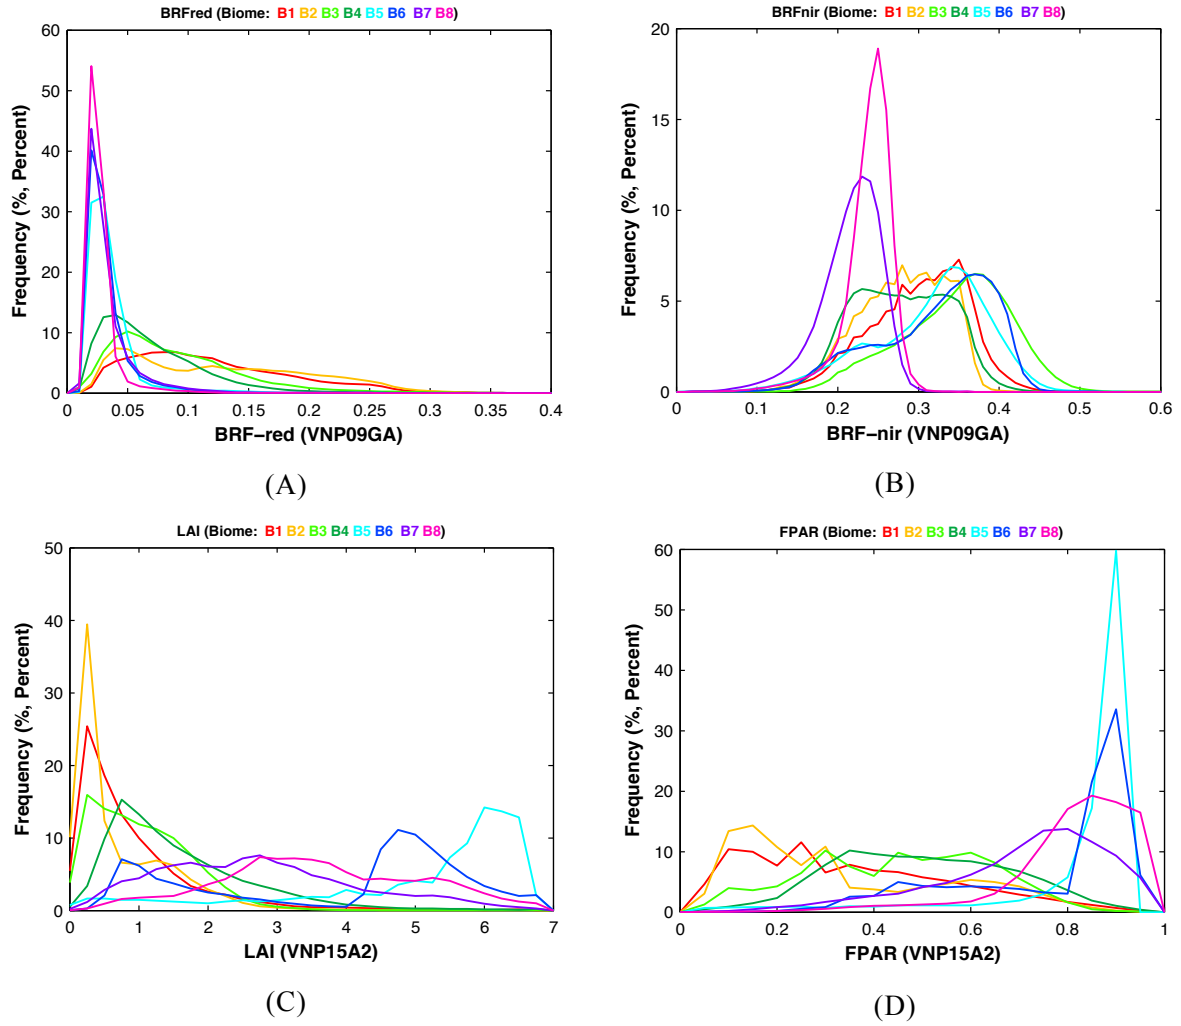 BRFred (Biome: B1 B2 B3 B4 B5 B6 B7 B8)
60
50
40
30
20
10
0
Frequency (%, Percent)
0 0.05 0.1 0.15 0.2 0.25 0.3 0.35 0.4
BRF-red (VNP09GA)
(A)
BRFnir (Biome: B1 B2 B3 B4 B5 B6 B7 B8)
20
15
10
5
0
Frequency (%, Percent)
0 0.1 0.2 0.3 0.4 0.5 0.6
BRF-nir (VNP09GA)
(B)
LAI (Biome: B1 B2 B3 B4 B5 B6 B7 B8)
50
40
30
20
10
0
Frequency (%, Percent)
0 1 2 3 4 5 6 7
LAI (VNP15A2)
(C)
FPAR (Biome: B1 B2 B3 B4 B5 B6 B7 B8)
60
50
40
30
20
10
0
Frequency (%, Percent)
0 0.2 0.4 0.6 0.8 1
FPAR (VNP15A2)
(D)